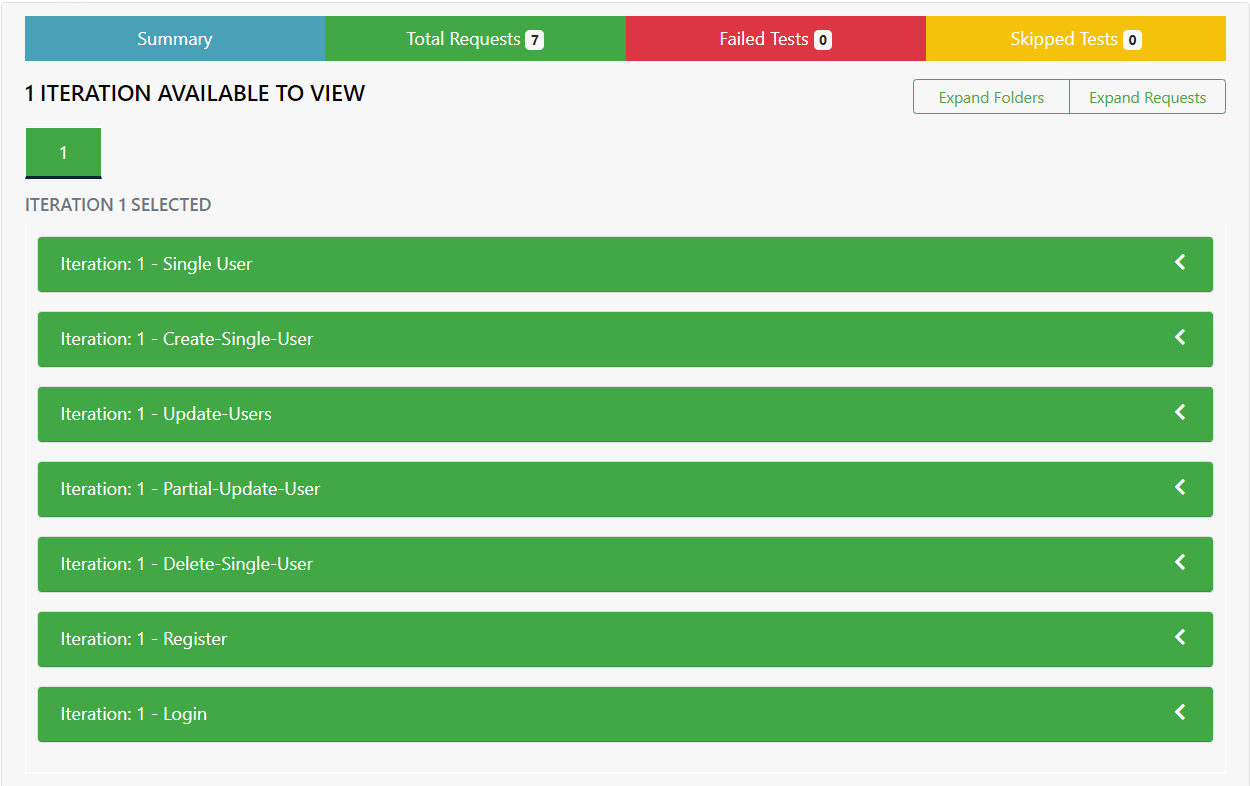 Summary
Total Requests 7
Failed Tests 0
Skipped Tests 0
1 ITERATION AVAILABLE TO VIEW
Expand Folders
Expand Requests
1
ITERATION 1 SELECTED
Iteration: 1 - Single User
Iteration: 1 - Create-Single-User
Iteration: 1 - Update-Users
Iteration: 1 - Partial-Update-User
Iteration: 1 - Delete-Single-User
Iteration: 1 - Register
Iteration: 1 - Login